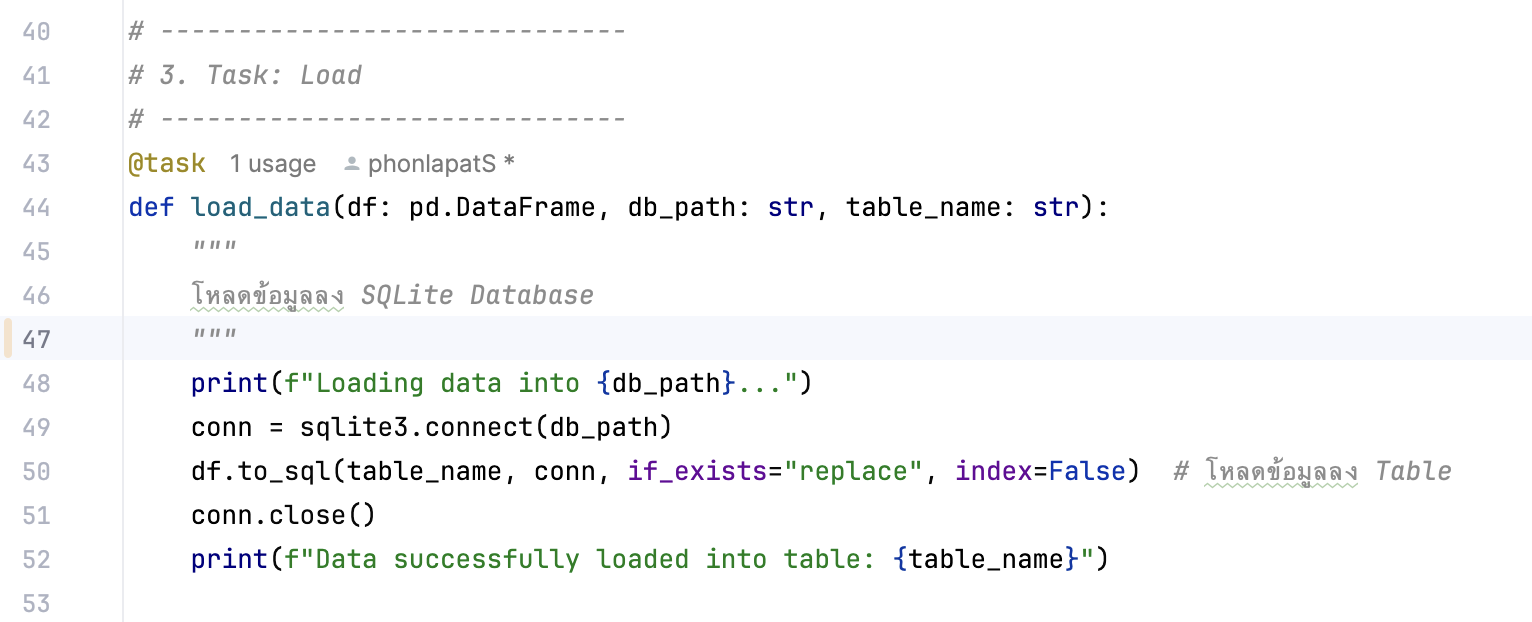 40 # ------------------------------
41 # 3. Task: Load
42 # ------------------------------
43 @task 1 usage phonlapatS *
44 def load_data(df: pd.DataFrame, db_path: str, table_name: str):
45     """
46     โหลดข้อมูลลง SQLite Database
47     """
48     print(f"Loading data into {db_path}...")
49     conn = sqlite3.connect(db_path)
50     df.to_sql(table_name, conn, if_exists="replace", index=False)  # โหลดข้อมูลลง Table
51     conn.close()
52     print(f"Data successfully loaded into table: {table_name}")
53